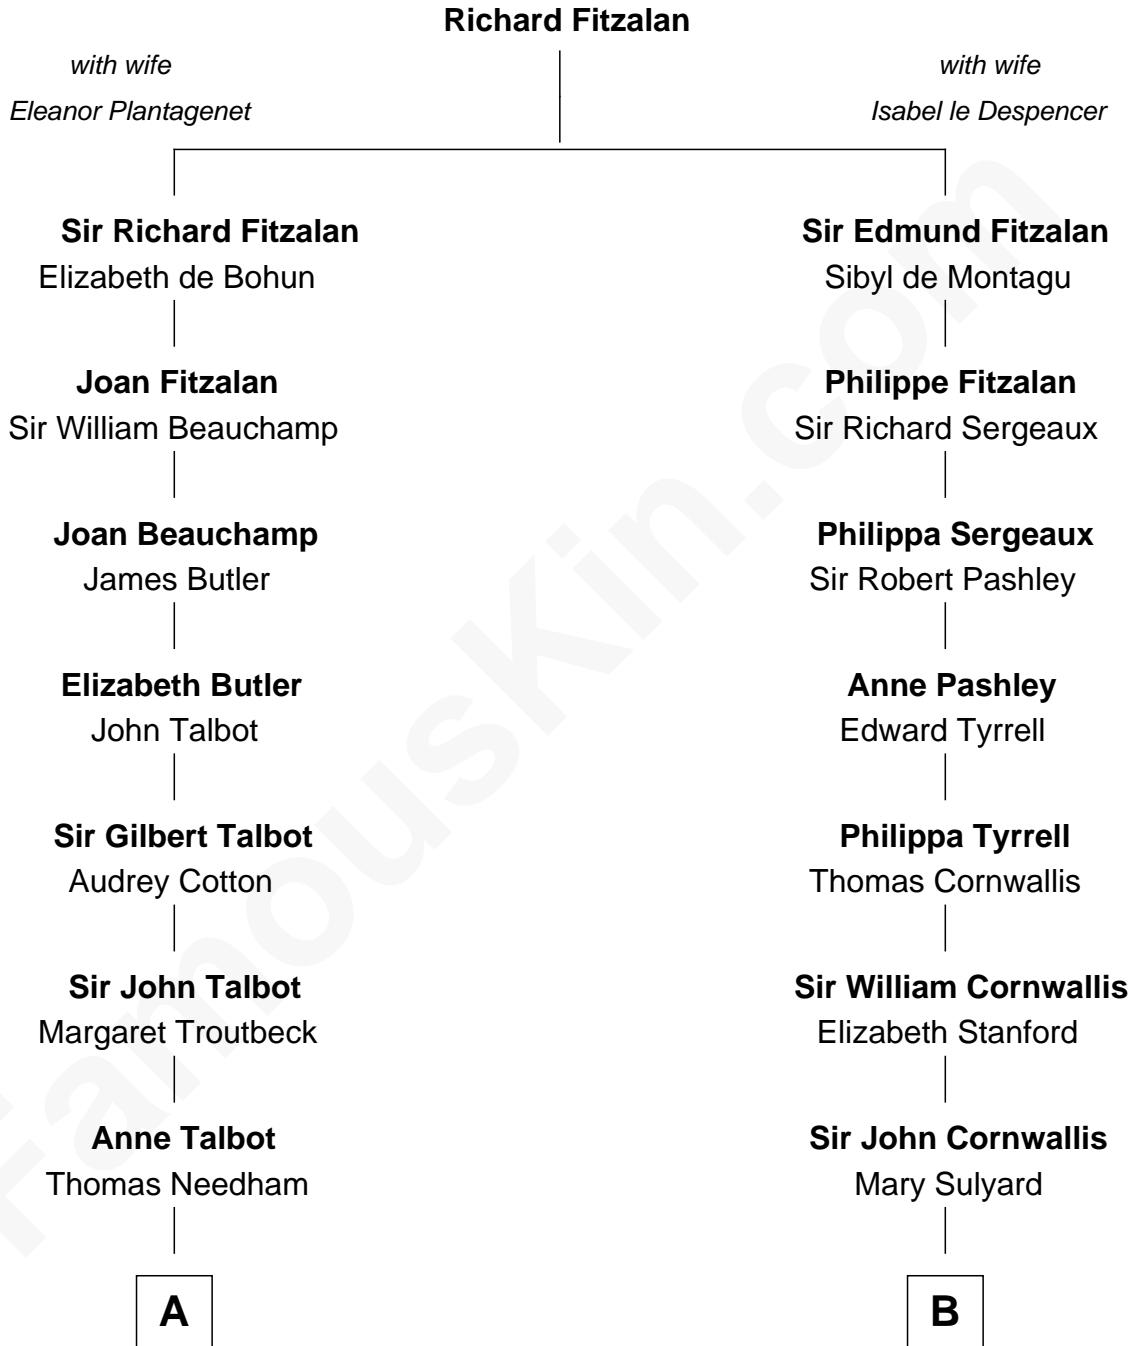 Richard Fitzalan
with wife
Eleanor Plantagenet
with wife
Isabel le Despencer
Sir Richard Fitzalan
Elizabeth de Bohun
Joan Fitzalan
Sir William Beauchamp
Joan Beauchamp
James Butler
Elizabeth Butler
John Talbot
Sir Gilbert Talbot
Audrey Cotton
Sir John Talbot
Margaret Troutbeck
Anne Talbot
Thomas Needham
A
Sir Edmund Fitzalan
Sibyl de Montagu
Philippe Fitzalan
Sir Richard Sergeaux
Philippa Sergeaux
Sir Robert Pashley
Anne Pashley
Edward Tyrrell
Philippa Tyrrell
Thomas Cornwallis
Sir William Cornwallis
Elizabeth Stanford
Sir John Cornwallis
Mary Sulyard
B
FamousKin.com